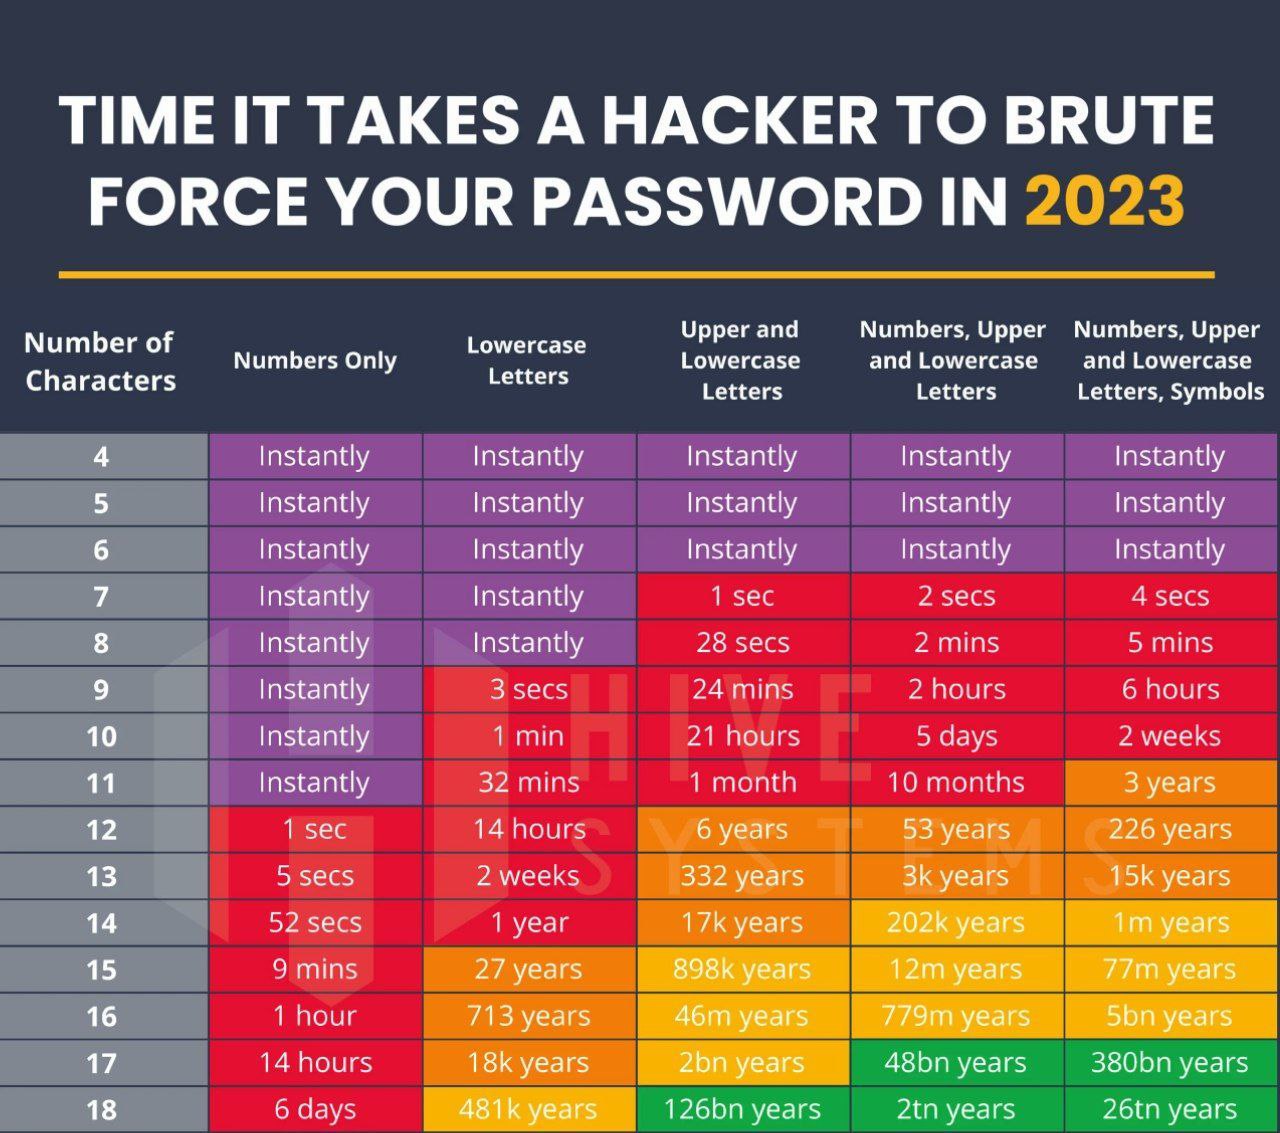 TIME IT TAKES A HACKER TO BRUTE
FORCE YOUR PASSWORD IN 2023
Number of Characters Numbers Only Lowercase Letters Upper and Lowercase Letters Numbers, Upper and Lowercase Letters Numbers, Upper and Lowercase Letters, Symbols
4 Instantly Instantly Instantly Instantly Instantly
5 Instantly Instantly Instantly Instantly Instantly
6 Instantly Instantly Instantly Instantly Instantly
7 Instantly Instantly 1 sec 2 secs 4 secs
8 Instantly Instantly 28 secs 2 mins 5 mins
9 Instantly 3 secs 24 mins 2 hours 6 hours
10 Instantly 1 min 21 hours 5 days 2 weeks
11 Instantly 32 mins 1 month 10 months 3 years
12 1 sec 14 hours 6 years 53 years 226 years
13 5 secs 2 weeks 332 years 3k years 15k years
14 52 secs 1 year 17k years 202k years 1m years
15 9 mins 27 years 898k years 12m years 77m years
16 1 hour 713 years 46m years 779m years 5bn years
17 14 hours 18k years 2bn years 48bn years 380bn years
18 6 days 481k years 126bn years 2tn years 26tn years
HIVE
SYSTEMS